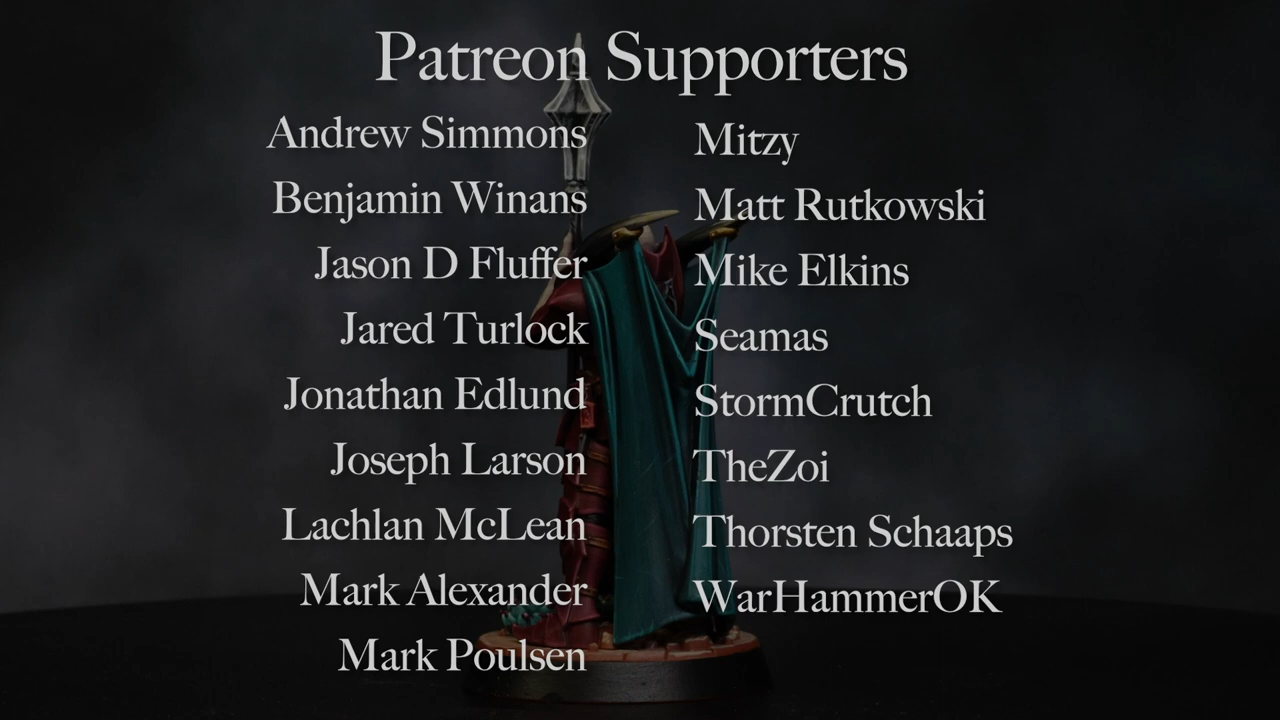 Patreon Supporters
Andrew Simmons
Benjamin Winans
Jason D Fluffer
Jared Turlock
Jonathan Edlund
Joseph Larson
Lachlan McLean
Mark Alexander
Mark Poulsen
Mitzy
Matt Rutkowski
Mike Elkins
Seamas
StormCrutch
TheZoi
Thorsten Schaaps
WarHammerOK